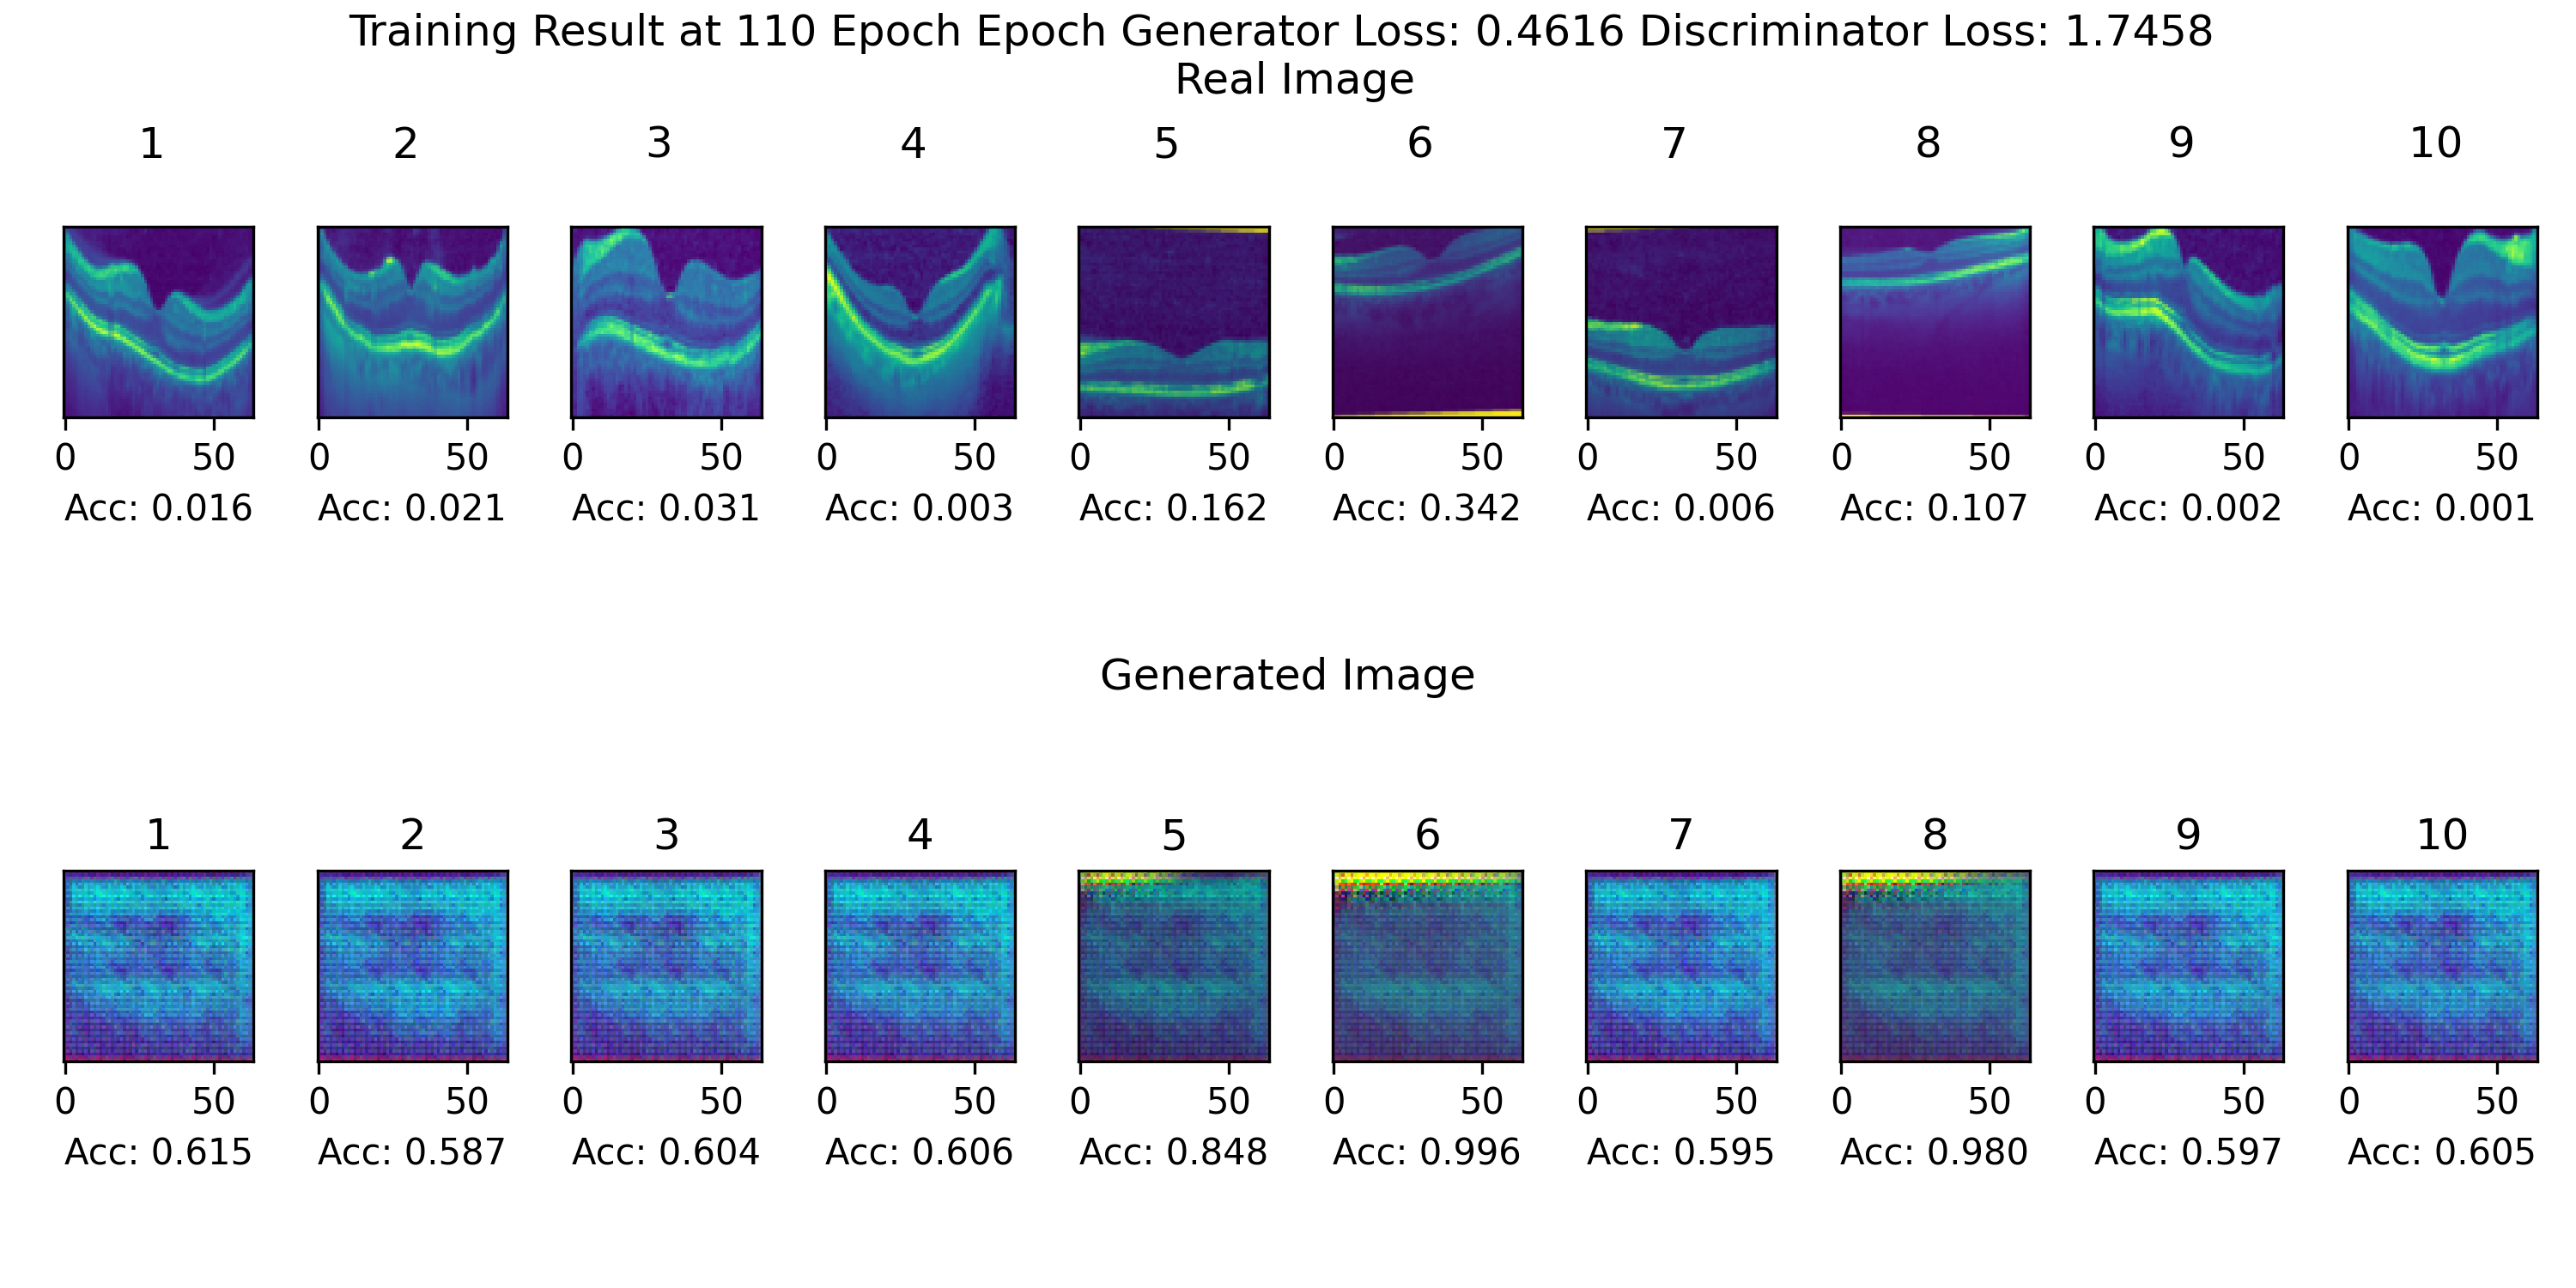 Training Result at 110 Epoch Epoch Generator Loss: 0.4616 Discriminator Loss: 1.7458
Real Image
1 2 3 4 5 6 7 8 9 10
0 50 0 50 0 50 0 50 0 50 0 50 0 50 0 50 0 50 0 50
Acc: 0.016 Acc: 0.021 Acc: 0.031 Acc: 0.003 Acc: 0.162 Acc: 0.342 Acc: 0.006 Acc: 0.107 Acc: 0.002 Acc: 0.001
Generated Image
1 2 3 4 5 6 7 8 9 10
0 50 0 50 0 50 0 50 0 50 0 50 0 50 0 50 0 50 0 50
Acc: 0.615 Acc: 0.587 Acc: 0.604 Acc: 0.606 Acc: 0.848 Acc: 0.996 Acc: 0.595 Acc: 0.980 Acc: 0.597 Acc: 0.605